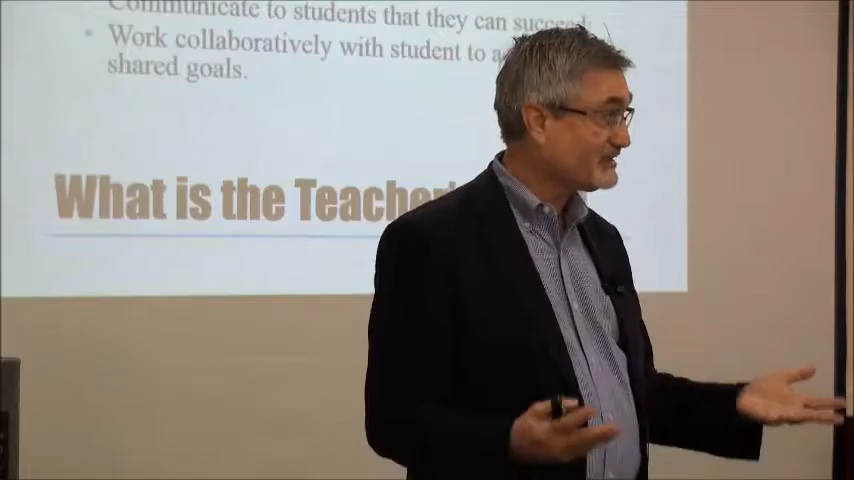 Communicate to students that they can succeed.
• Work collaboratively with student to
shared goals.
What is the Teacher